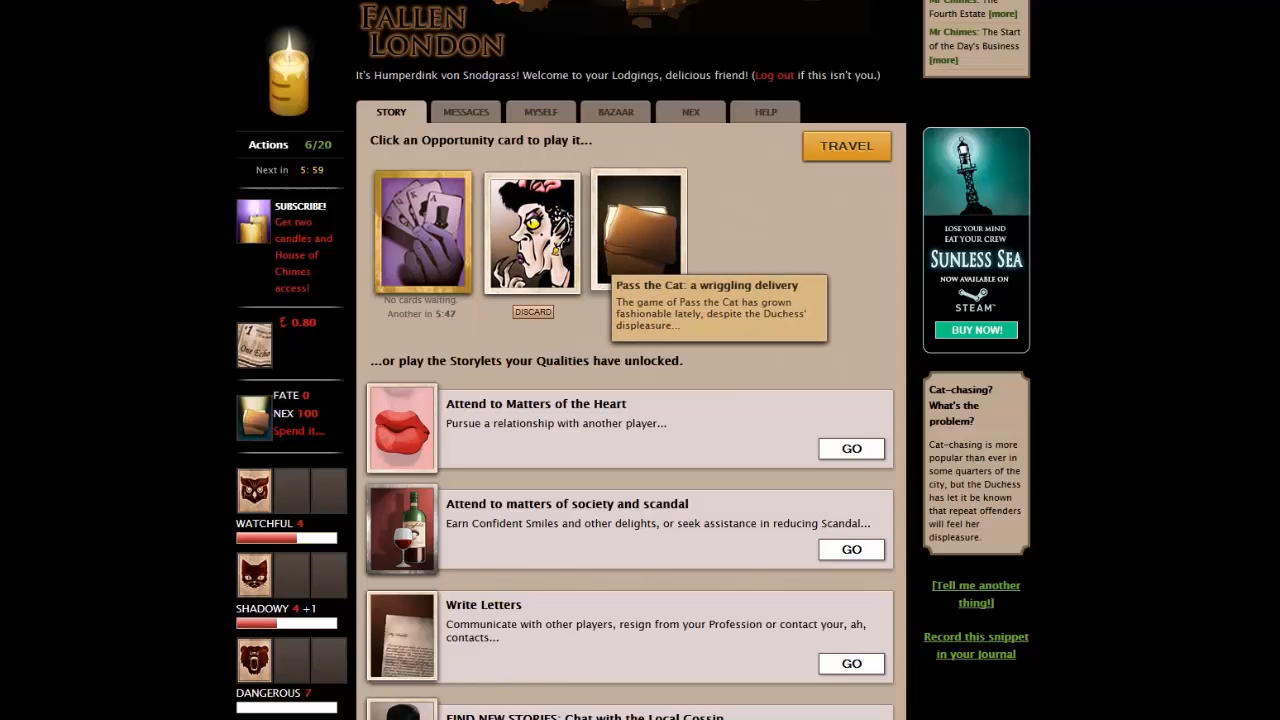 FALLEN
LONDON
It's Humperdink von Snodgrass! Welcome to your Lodgings, delicious friend! (Log out if this isn't you.)
STORY
MESSAGES
MYSELF
BAZAAR
NEX
HELP
Actions 6/20
Next in 5:59
SUBSCRIBE!
Get two
candles and
House of
Chimes
access!
0.80
FATE 0
NEX 100
Spend it...
WATCHFUL 4
SHADOWY 4 +1
DANGEROUS 7
Click an Opportunity card to play it...
TRAVEL
No cards waiting.
Another in 5:47
DISCARD
Pass the Cat: a wriggling delivery
The game of Pass the Cat has grown
fashionable lately, despite the Duchess'
displeasure...
...or play the Storylets your Qualities have unlocked.
Attend to Matters of the Heart
Pursue a relationship with another player...
GO
Attend to matters of society and scandal
Earn Confident Smiles and other delights, or seek assistance in reducing Scandal...
GO
Write Letters
Communicate with other players, resign from your Profession or contact your, ah,
contacts...
GO
FIND NEW STORIES: Chat with the Local Gossip
Mr Chimes: The
Fourth Estate [more]
Mr Chimes: The Start
of the Day's Business
[more]
LOSE YOUR MIND
EAT YOUR CREW
SUNLESS SEA
NOW AVAILABLE ON
STEAM™
BUY NOW!
Cat-chasing?
What's the
problem?
Cat-chasing is more
popular than ever in
some quarters of the
city, but the Duchess
has let it be known
that repeat offenders
will feel her
displeasure.
[Tell me another
thing!]
Record this snippet
in your Journal